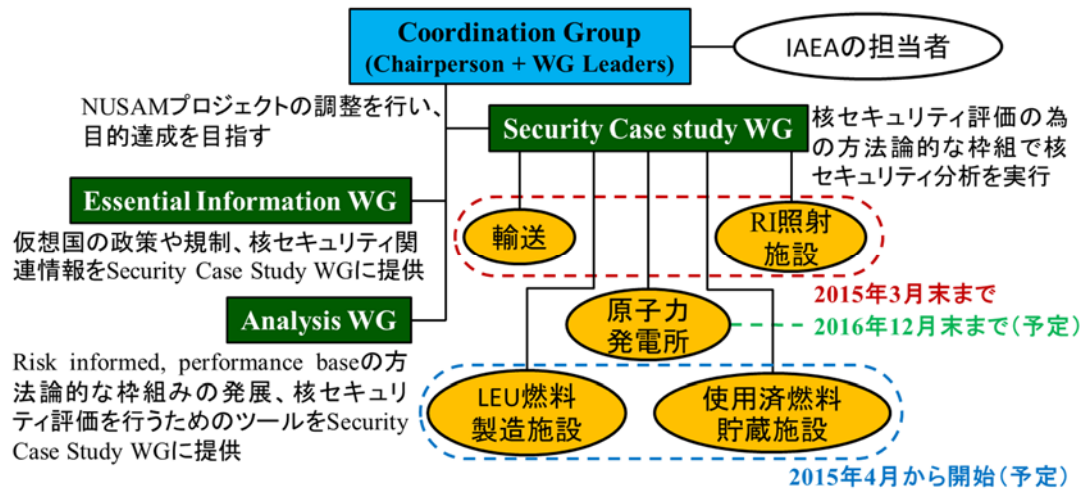 Coordination Group
(Chairperson + WG Leaders)
IAEAの担当者
NUSAMプロジェクトの調整を行い、
目的達成を目指す
Security Case study WG
核セキュリティ評価の為
の方法論的な枠組で核
セキュリティ分析を実行
Essential Information WG
仮想国の政策や規制、核セキュリティ関
連情報をSecurity Case Study WGに提供
輸送
RI照射
施設
2015年3月末まで
Analysis WG
原子力
発電所
2016年12月末まで(予定)
Risk informed, performance baseの方
法論的な枠組みの発展、核セキュリ
ティ評価を行うためのツールをSecurity
Case Study WGに提供
LEU燃料
製造施設
使用済燃料
貯蔵施設
2015年4月から開始(予定)